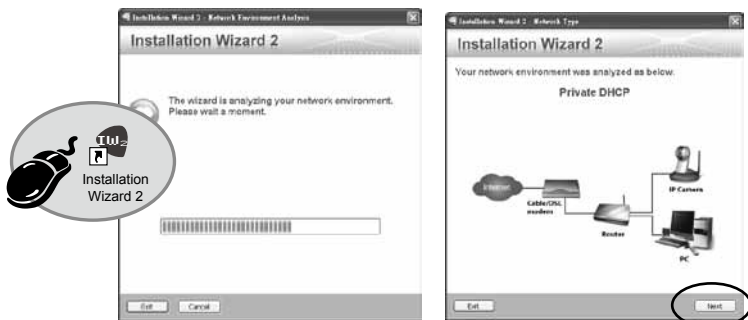 Installation Wizard 2 - Network Environment Analysis
Installation Wizard 2
The wizard is analyzing your network environment.
Please wait a moment.
IW2
Installation
Wizard 2
Exit
Cancel
Installation Wizard 2 - Network Type
Installation Wizard 2
Your network environment was analyzed as below.
Private DHCP
Internet
Cable/DSL
modem
Router
IP Camera
PC
Exit
Next